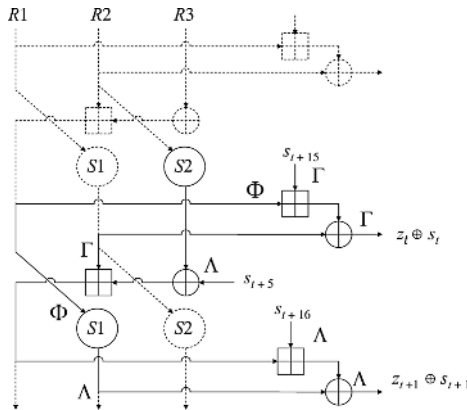 R1 R2 R3
S1 S2
s_{t+15}
Φ Γ
Γ Γ z_t ⊕ s_t
Λ s_{t+5}
Φ S1 S2
s_{t+16}
Λ
Λ Λ z_{t+1} ⊕ s_{t+1}